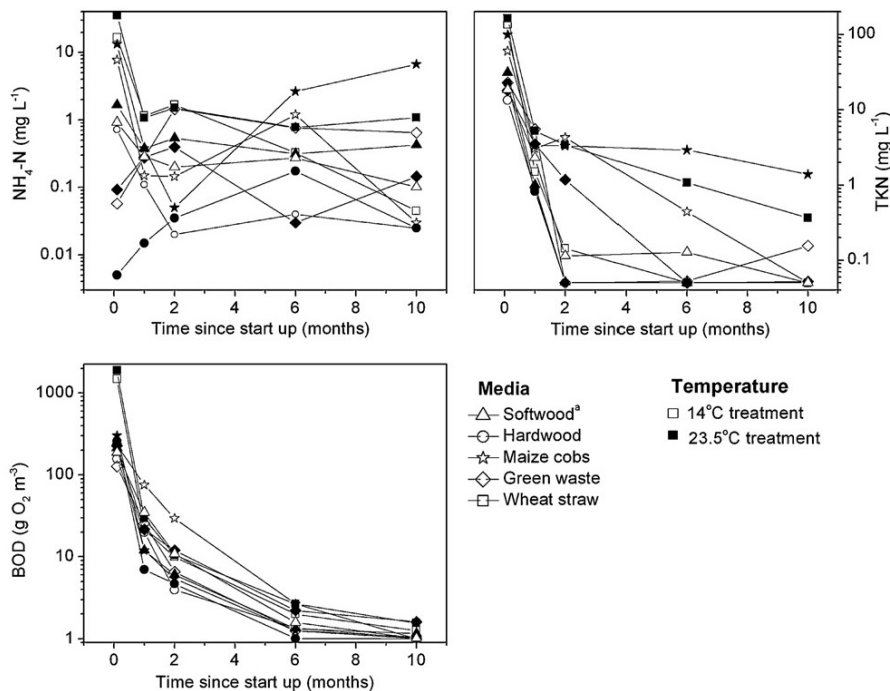 NH₄-N (mg L⁻¹)
10
1
0.1
0.01
0 2 4 6 8 10
Time since start up (months)
TKN (mg L⁻¹)
100
10
1
0.1
0 2 4 6 8 10
Time since start up (months)
BOD (g O₂ m⁻³)
1000
100
10
1
0 2 4 6 8 10
Time since start up (months)
Media
Softwoodᵃ
Hardwood
Maize cobs
Green waste
Wheat straw
Temperature
14°C treatment
23.5°C treatment